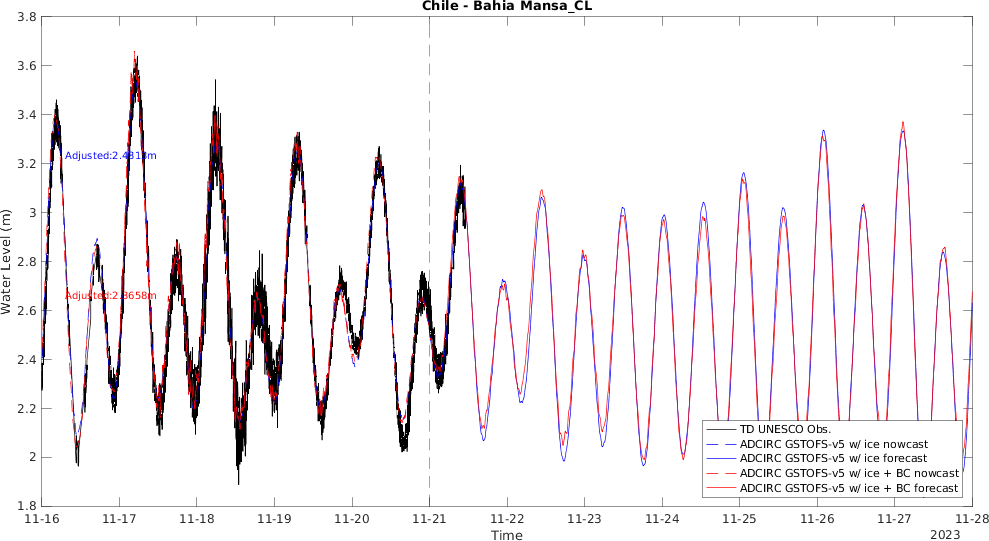 Chile - Bahia Mansa_CL
3.8
3.6
3.4
3.2
3
2.8
2.6
2.4
2.2
2
1.8
Water Level (m)
Adjusted:2.4313m
Adjusted:2.3658m
TD UNESCO Obs.
ADCIRC GSTOFS-v5 w/ ice nowcast
ADCIRC GSTOFS-v5 w/ ice forecast
ADCIRC GSTOFS-v5 w/ ice + BC nowcast
ADCIRC GSTOFS-v5 w/ ice + BC forecast
11-16 11-17 11-18 11-19 11-20 11-21 11-22 11-23 11-24 11-25 11-26 11-27 11-28
Time
2023